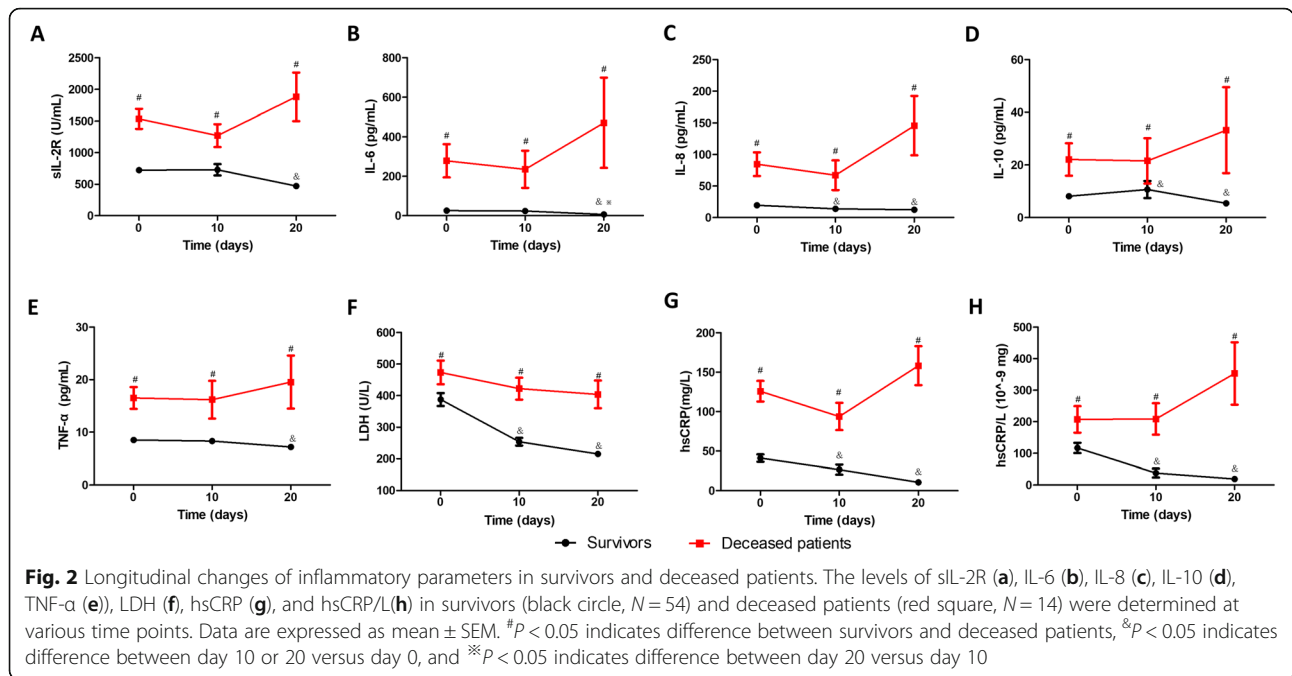 A
sIL-2R (U/mL)
2500
2000
1500
1000
500
0
# # #
&
0 10 20
Time (days)
B
IL-6 (pg/mL)
800
600
400
200
0
# # #
& ※
0 10 20
Time (days)
C
IL-8 (pg/mL)
250
200
150
100
50
0
# # #
& &
0 10 20
Time (days)
D
IL-10 (pg/mL)
60
40
20
0
# # #
& &
0 10 20
Time (days)
E
TNF-α (pg/mL)
30
20
10
0
# # #
&
0 10 20
Time (days)
F
LDH (U/L)
600
500
400
300
200
100
# # #
& &
0 10 20
Time (days)
G
hsCRP(mg/L)
200
150
100
50
0
# # #
& &
0 10 20
Time (days)
H
hsCRP/L (10^-9 mg)
500
400
300
200
100
0
# # #
& &
0 10 20
Time (days)
Survivors Deceased patients
Fig. 2 Longitudinal changes of inflammatory parameters in survivors and deceased patients. The levels of sIL-2R (a), IL-6 (b), IL-8 (c), IL-10 (d),
TNF-α (e)), LDH (f), hsCRP (g), and hsCRP/L(h) in survivors (black circle, N = 54) and deceased patients (red square, N = 14) were determined at
various time points. Data are expressed as mean ± SEM. #P < 0.05 indicates difference between survivors and deceased patients, &P < 0.05 indicates
difference between day 10 or 20 versus day 0, and ※P < 0.05 indicates difference between day 20 versus day 10